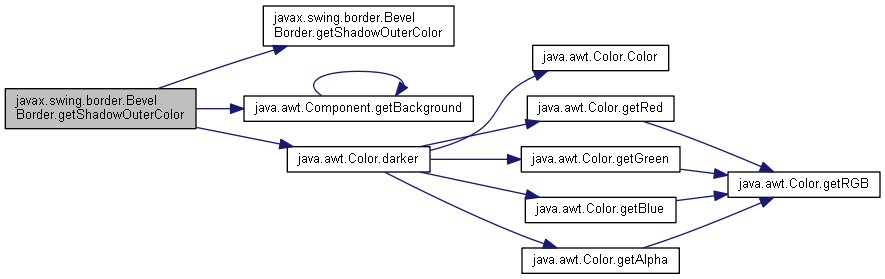 javax.swing.border.Bevel
Border.getShadowOuterColor
javax.swing.border.Bevel
Border.getShadowOuterColor
java.awt.Component.getBackground
java.awt.Color.darker
java.awt.Color.Color
java.awt.Color.getRed
java.awt.Color.getGreen
java.awt.Color.getBlue
java.awt.Color.getAlpha
java.awt.Color.getRGB